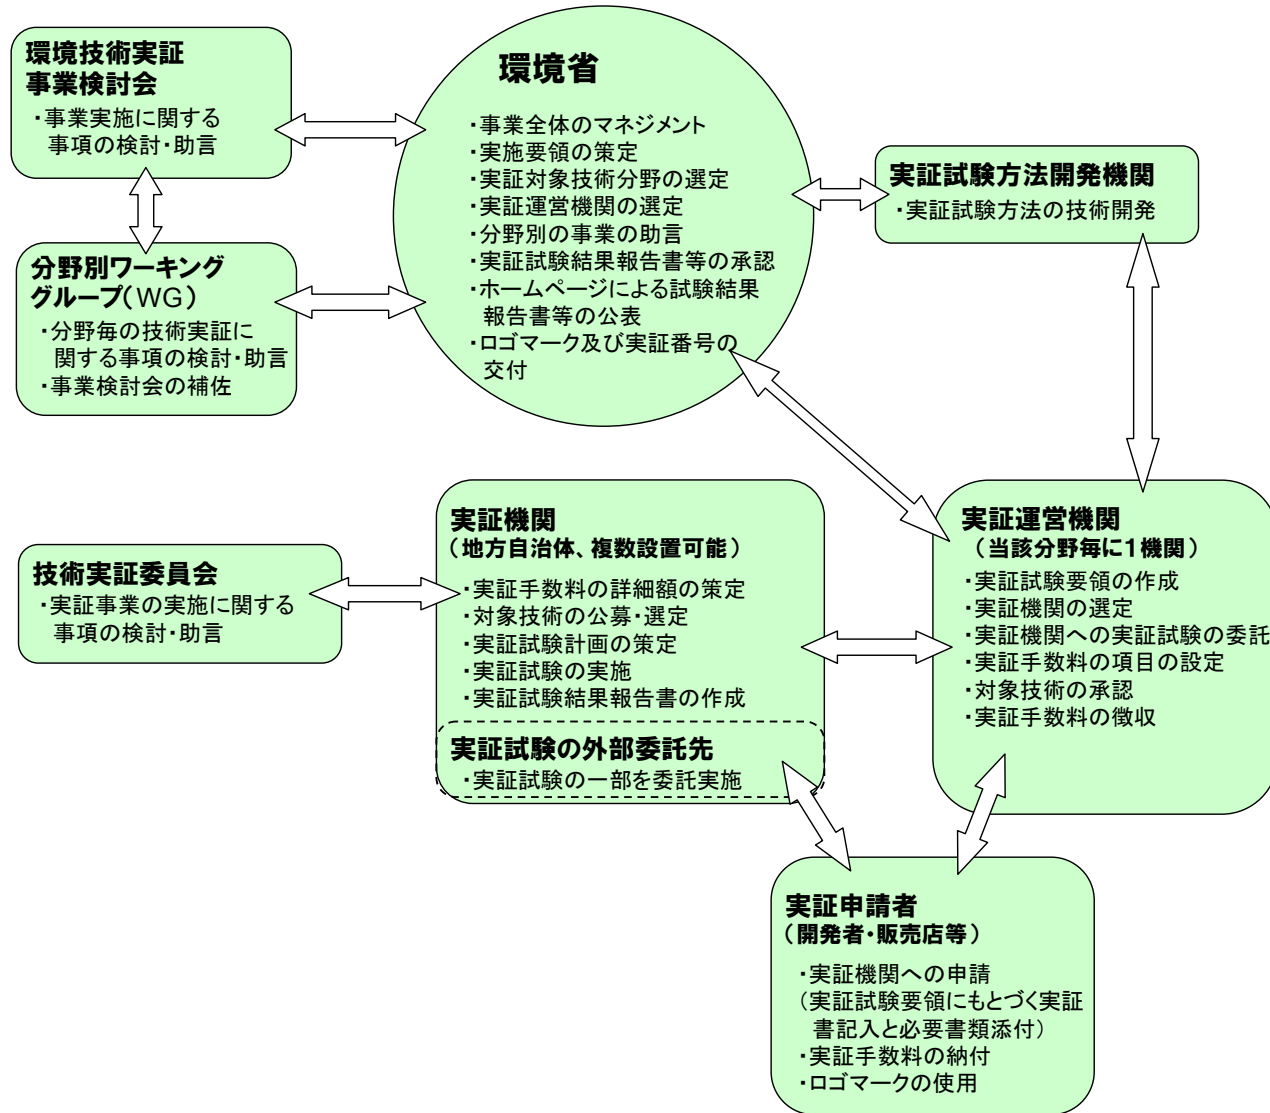 環境技術実証
事業検討会
・事業実施に関する
事項の検討・助言
環境省
・事業全体のマネジメント
・実施要領の策定
・実証対象技術分野の選定
・実証運営機関の選定
・分野別の事業の助言
・実証試験結果報告書等の承認
・ホームページによる試験結果
報告書等の公表
・ロゴマーク及び実証番号の
交付
実証試験方法開発機関
・実証試験方法の技術開発
分野別ワーキング
グループ(WG)
・分野毎の技術実証に
関する事項の検討・助言
・事業検討会の補佐
技術実証委員会
・実証事業の実施に関する
事項の検討・助言
実証機関
(地方自治体、複数設置可能)
・実証手数料の詳細額の策定
・対象技術の公募・選定
・実証試験計画の策定
・実証試験の実施
・実証試験結果報告書の作成
実証試験の外部委託先
・実証試験の一部を委託実施
実証運営機関
(当該分野毎に1機関)
・実証試験要領の作成
・実証機関の選定
・実証機関への実証試験の委託
・実証手数料の項目の設定
・対象技術の承認
・実証手数料の徴収
実証申請者
(開発者・販売店等)
・実証機関への申請
(実証試験要領にもとづく実証
書記入と必要書類添付)
・実証手数料の納付
・ロゴマークの使用